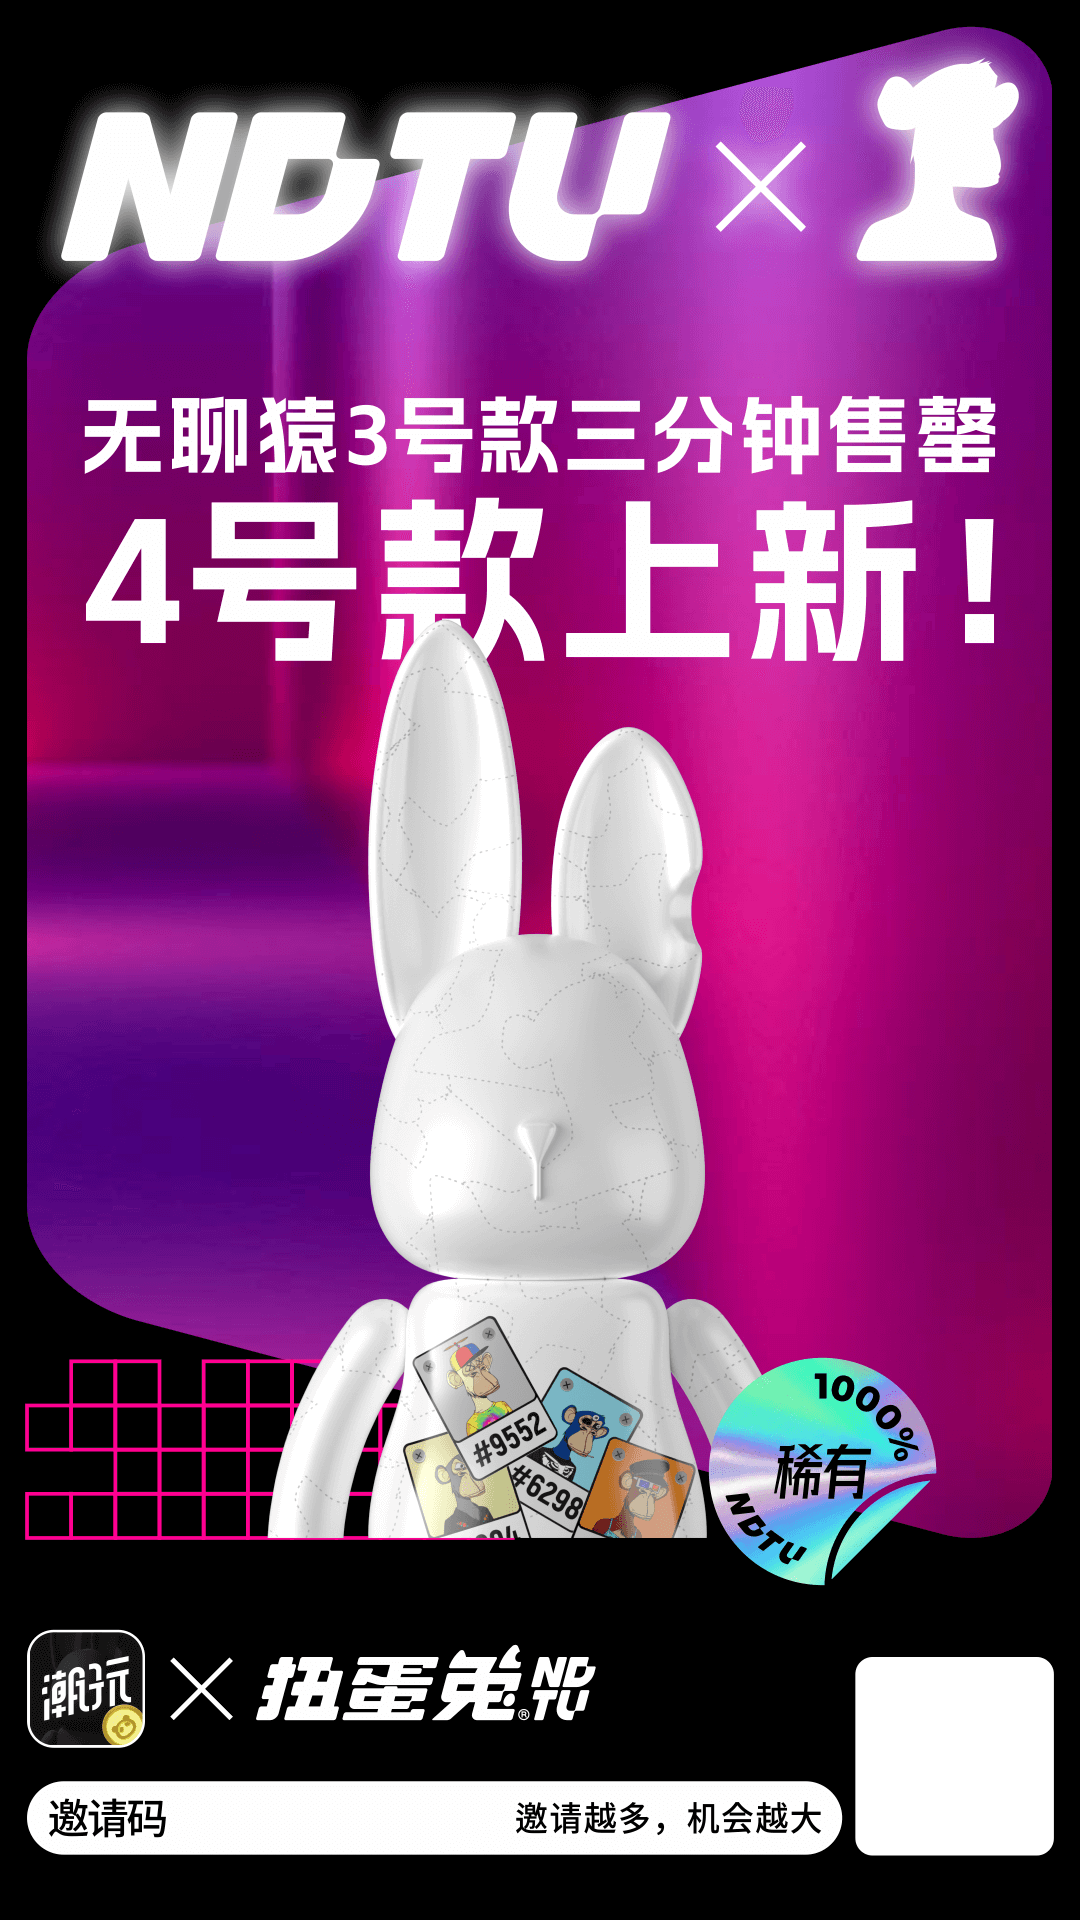 NDTU ×
无聊猿3号款三分钟售罄
4号款上新！
#9552
#6298
1000%
稀有
NDTU
潮玩 × 扭蛋兔® NDTU
邀请码
邀请越多，机会越大